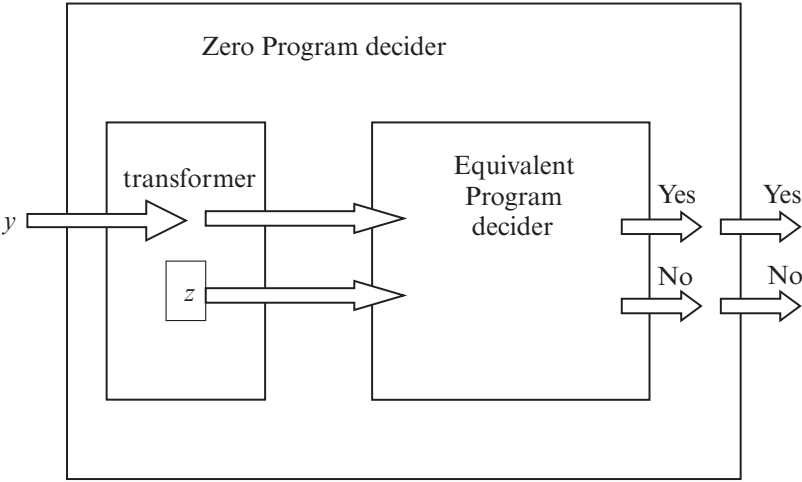 Zero Program decider
transformer
Equivalent
Program
decider
Yes
Yes
y
No
No
z